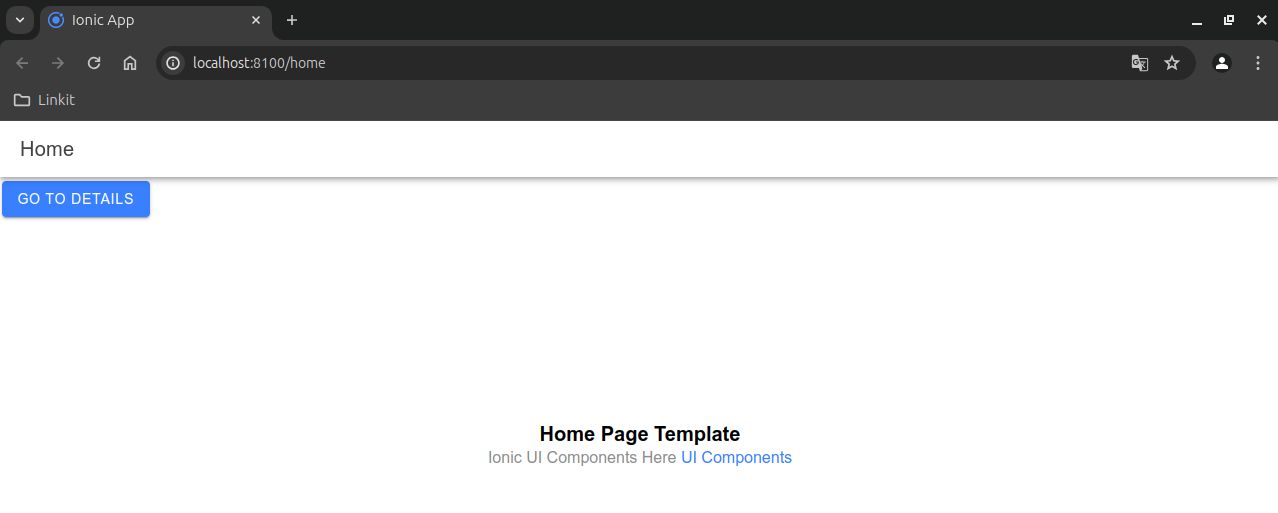 Ionic App
localhost:8100/home
Linkit
Home
GO TO DETAILS
Home Page Template
Ionic UI Components Here UI Components